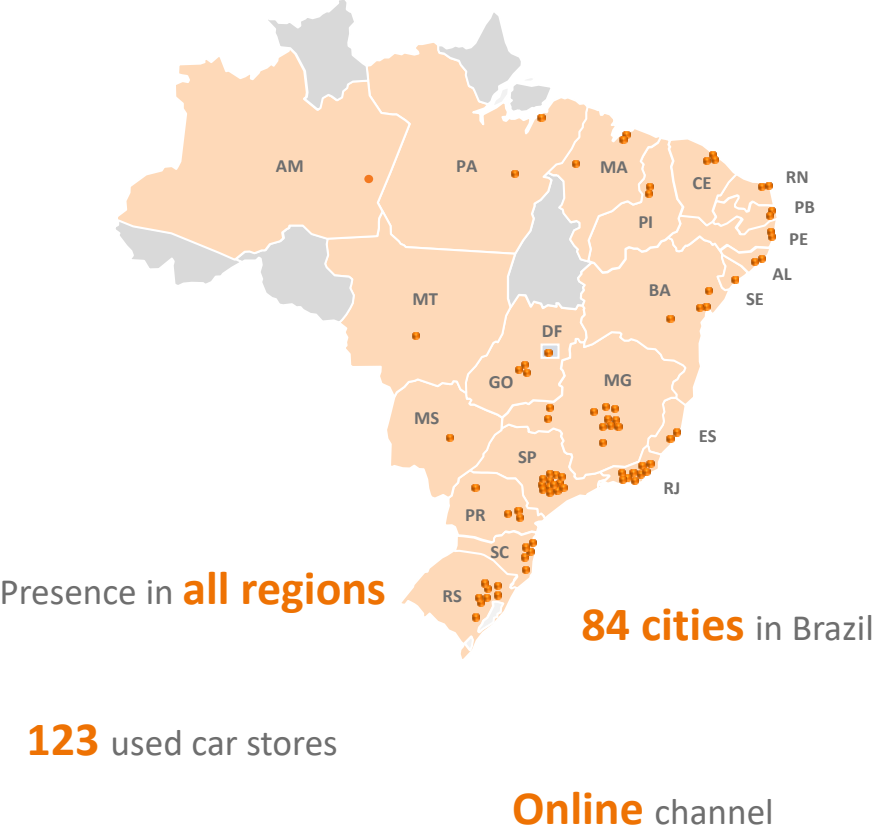 AM
PA
MA
CE
RN
PB
PI
PE
AL
SE
BA
MT
DF
GO
MG
MS
ES
SP
RJ
PR
SC
RS
Presence in all regions
84 cities in Brazil
123 used car stores
Online channel